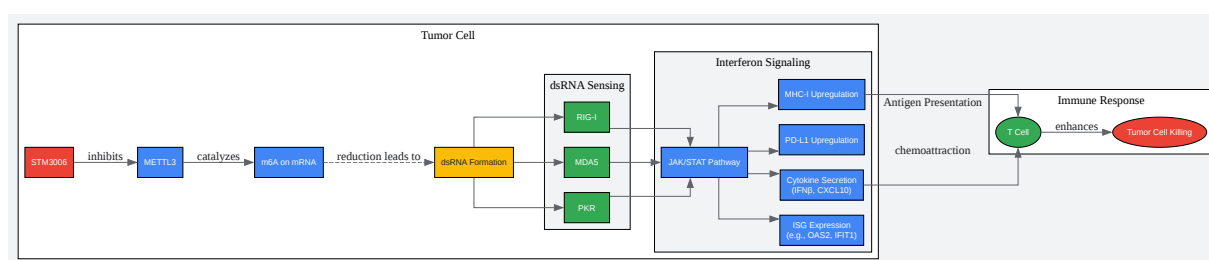 Tumor Cell
Interferon Signaling
dsRNA Sensing
MHC-I Upregulation
Antigen Presentation
Immune Response
RIG-I
T Cell
enhances
Tumor Cell Killing
PD-L1 Upregulation
chemoattraction
STM3006
inhibits
METTL3
catalyzes
m6A on mRNA
reduction leads to
dsRNA Formation
MDA5
JAK/STAT Pathway
Cytokine Secretion
(IFNβ, CXCL10)
PKR
ISG Expression
(e.g., OAS2, IFIT1)